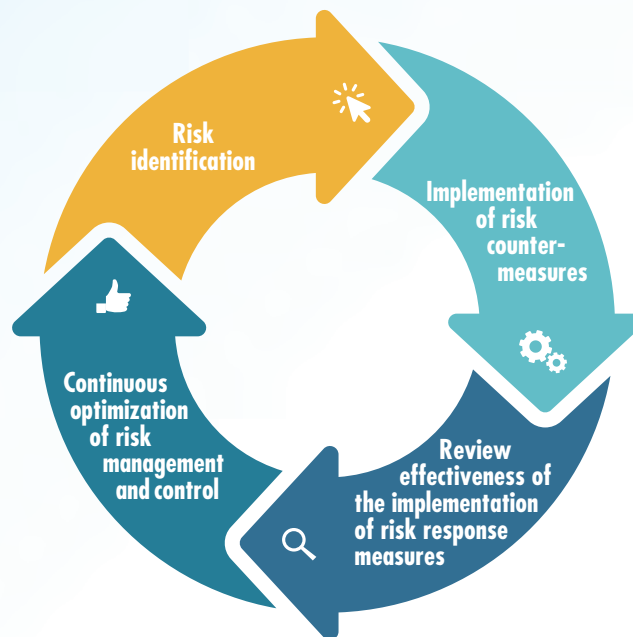 Risk
identification
Implementation
of risk
counter-
measures
Review
effectiveness of
the implementation
of risk response
measures
Continuous
optimization
of risk
management
and control